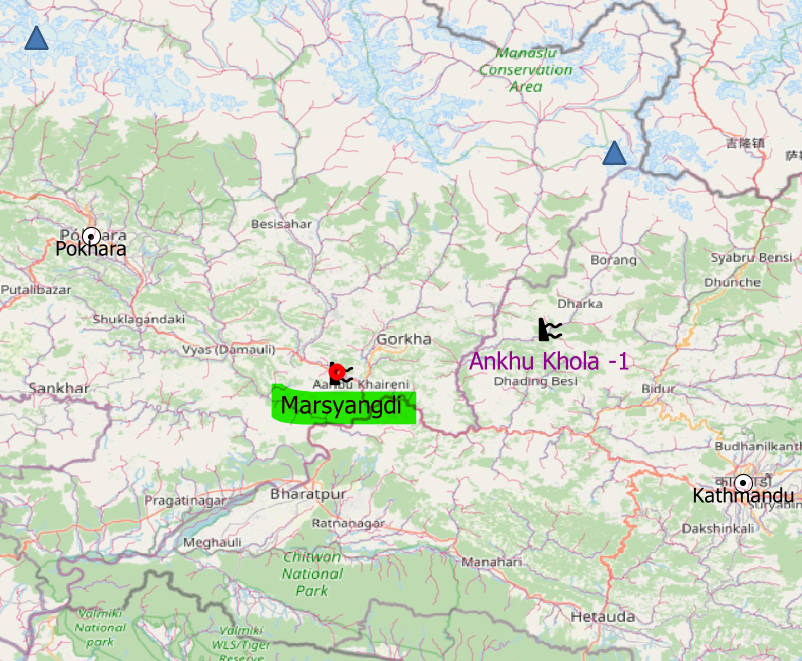 Manaslu
Conservation
Area
吉隆镇
萨
Besisahar
Pokhara
Borang
Syabru Bensi
Dhunche
Putalibazar
Dharka
Shuklagandaki
Gorkha
Vyas (Damauli)
Ankhu Khola -1
Aanbu Khaireni
Dhading Besi
Bidur
Sankhar
Marsyangdi
Budhanilkanth
Kathmandu
Bharatpur
Pragatinagar
Ratnanagar
Dakshinkali
Meghauli
Manahari
Chitwan
National
Park
Hetauda
Valmiki
National
park
Valmiki
WLS/Tiger
Reserve